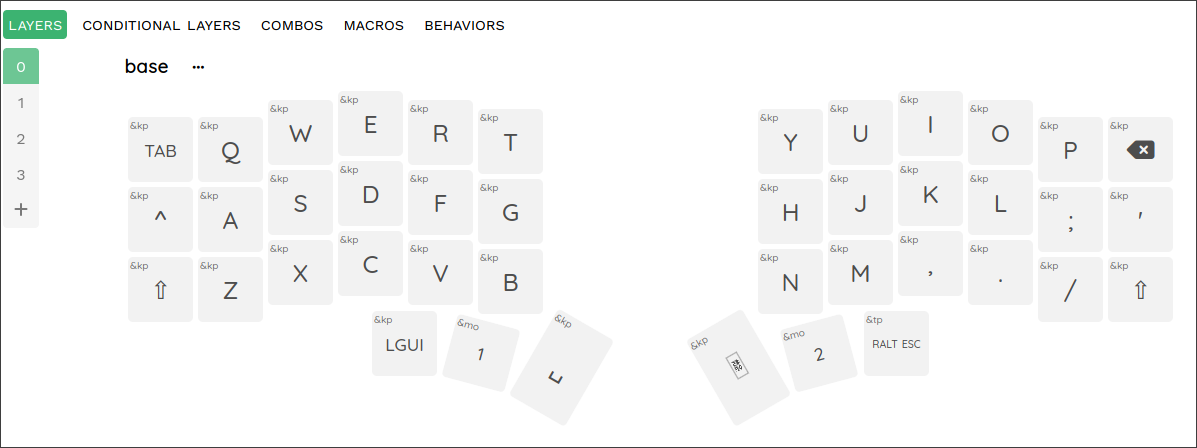 LAYERS CONDITIONAL LAYERS COMBOS MACROS BEHAVIORS
0
1
2
3
+
base ...
&kp TAB &kp Q &kp W &kp E &kp R &kp T &kp Y &kp U &kp I &kp O &kp P &kp
&kp ^ &kp A &kp S &kp D &kp F &kp G &kp H &kp J &kp K &kp L &kp ; &kp '
&kp ⇧ &kp Z &kp X &kp C &kp V &kp B &kp N &kp M &kp , &kp . &kp / &kp ⇧
&kp LGUI &mo 1 &kp &kp &mo 2 &tp RALT ESC